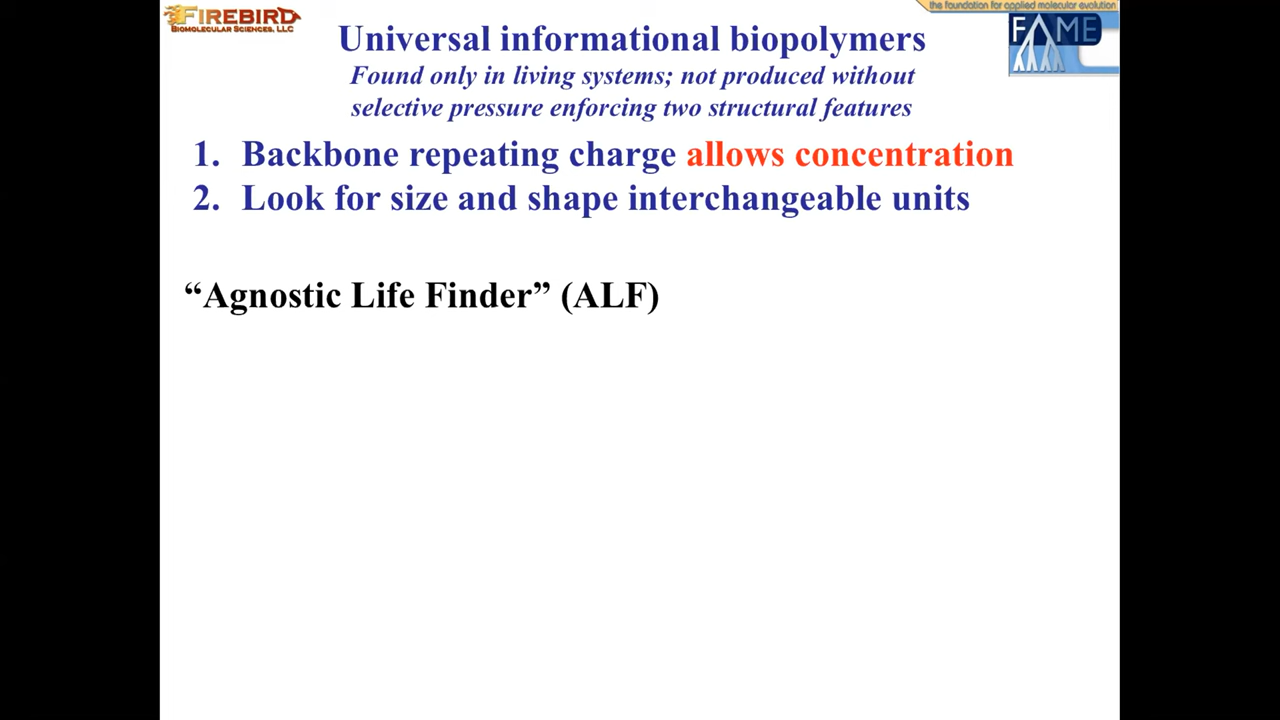 FIREBIRD
BIOMOLECULAR SCIENCES, LLC
the foundation for applied molecular evolution
FAME
Universal informational biopolymers
Found only in living systems; not produced without
selective pressure enforcing two structural features
1. Backbone repeating charge allows concentration
2. Look for size and shape interchangeable units
“Agnostic Life Finder” (ALF)